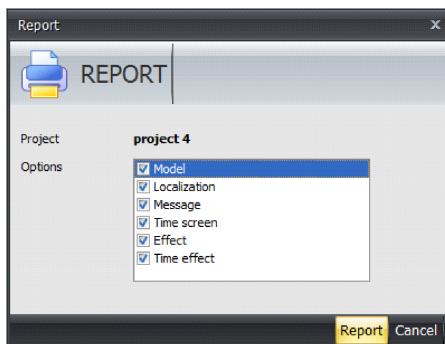 Report x
REPORT
Project project 4
Options
Model
Localization
Message
Time screen
Effect
Time effect
Report Cancel